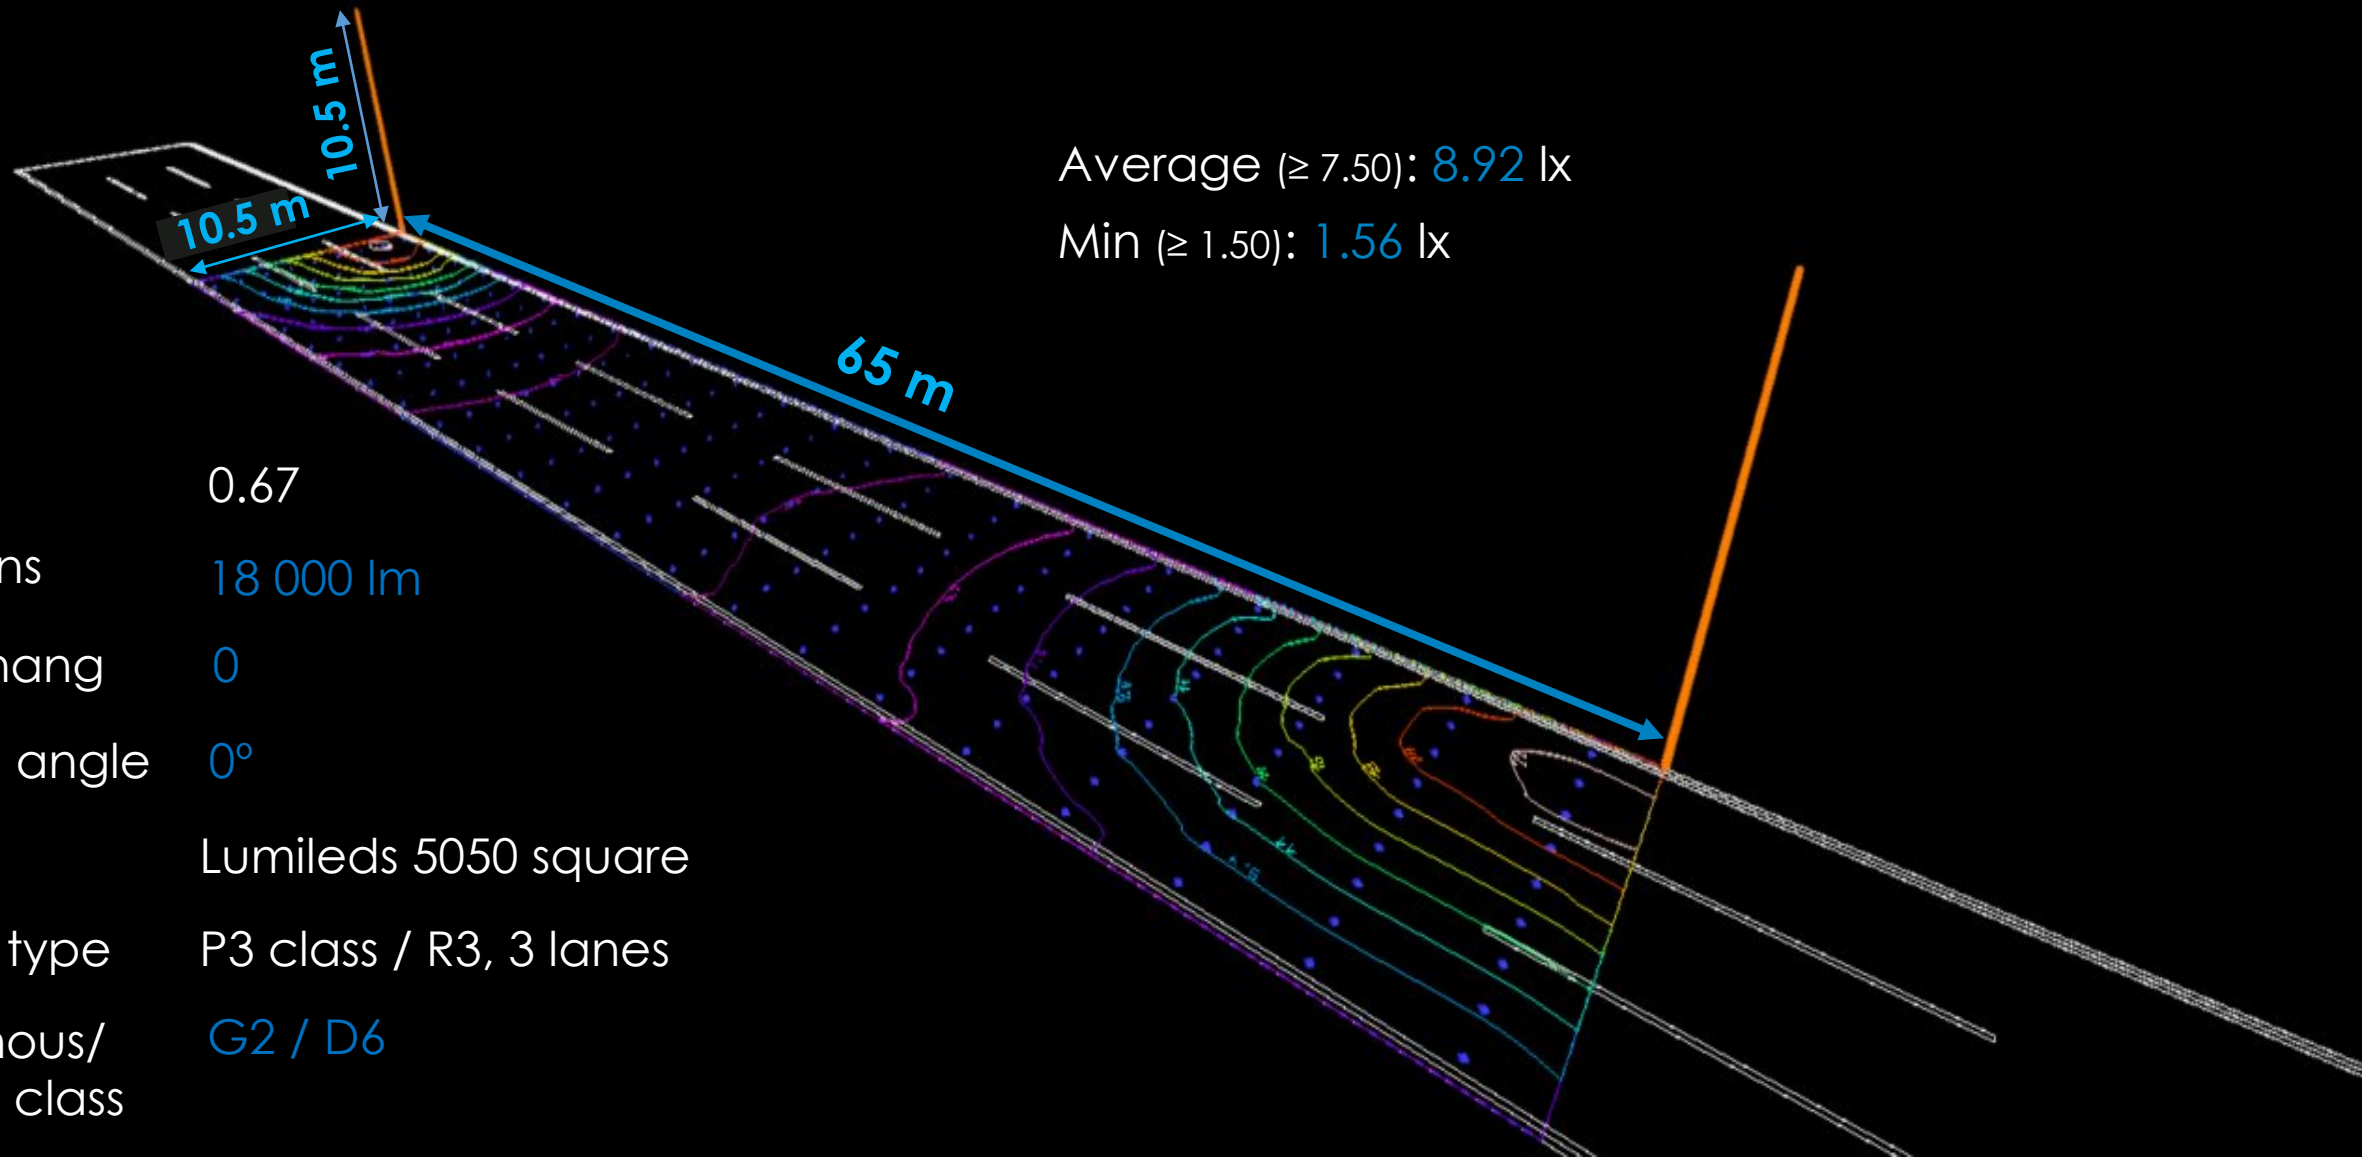 10.5 m
10.5 m
Average (≥ 7.50): 8.92 lx
Min (≥ 1.50): 1.56 lx
65 m
0.67
ns 18 000 lm
hang 0
angle 0°
Lumileds 5050 square
type P3 class / R3, 3 lanes
nous/ G2 / D6
class